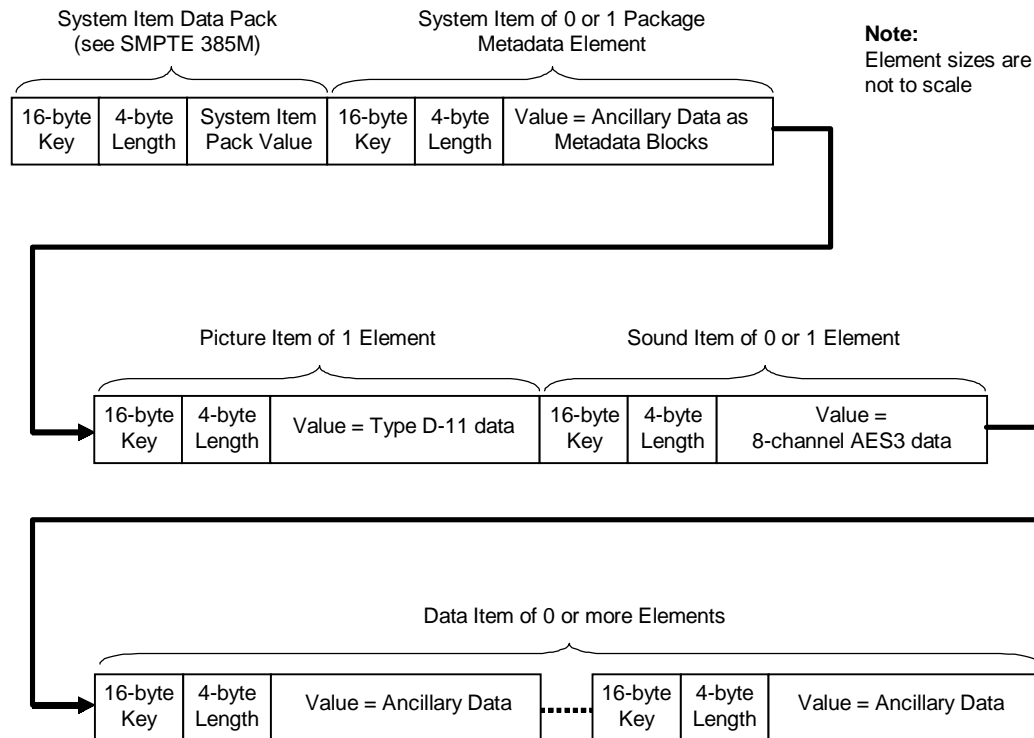 System Item Data Pack
(see SMPTE 385M)
System Item of 0 or 1 Package
Metadata Element
Note:
Element sizes are
not to scale
16-byte
Key
4-byte
Length
System Item
Pack Value
16-byte
Key
4-byte
Length
Value = Ancillary Data as
Metadata Blocks
Picture Item of 1 Element
Sound Item of 0 or 1 Element
16-byte
Key
4-byte
Length
Value = Type D-11 data
16-byte
Key
4-byte
Length
Value =
8-channel AES3 data
Data Item of 0 or more Elements
16-byte
Key
4-byte
Length
Value = Ancillary Data
16-byte
Key
4-byte
Length
Value = Ancillary Data